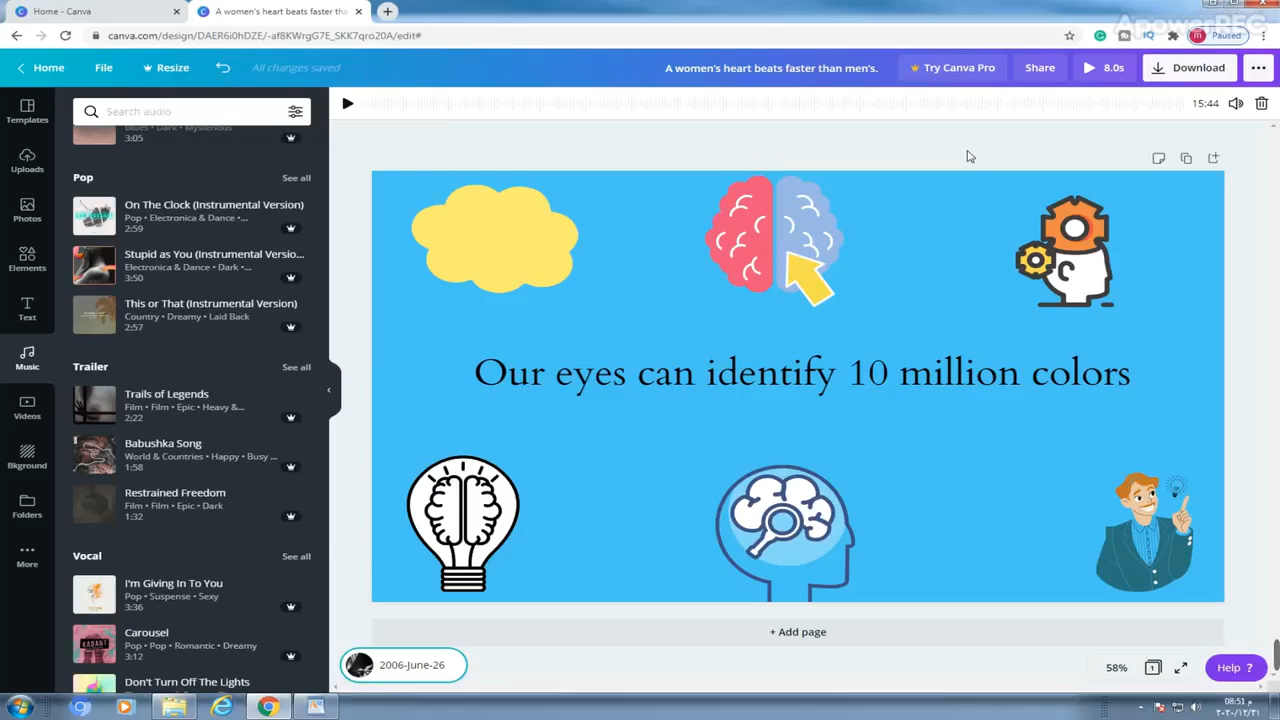 Home - Canva
A women's heart beats faster tha
ApowerREC
canva.com/design/DAER6i0hDZE/-af8KWrgG7E_SKK7qro20A/edit#
Paused
Home
File
Resize
All changes saved
A women's heart beats faster than men's.
Try Canva Pro
Share
8.0s
Download
Templates
Uploads
Photos
Elements
Text
Music
Videos
Bkground
Folders
More
Search audio
Blues • Dark • Mysterious
3:05
Pop
See all
On The Clock (Instrumental Version)
Pop • Electronica & Dance •...
2:59
Stupid as You (Instrumental Versio...
Electronica & Dance • Dark •...
3:50
This or That (Instrumental Version)
Country • Dreamy • Laid Back
2:57
Trailer
See all
Trails of Legends
Film • Film • Epic • Heavy &...
2:22
Babushka Song
World & Countries • Happy • Busy ...
1:58
Restrained Freedom
Film • Film • Epic • Dark
1:32
Vocal
See all
I'm Giving In To You
Pop • Suspense • Sexy
3:36
Carousel
Pop • Pop • Romantic • Dreamy
3:12
Don't Turn Off The Lights
15:44
Our eyes can identify 10 million colors
+ Add page
2006-June-26
58%
1
Help ?
08:51 م
٢٠٢٠/١٢/٣١